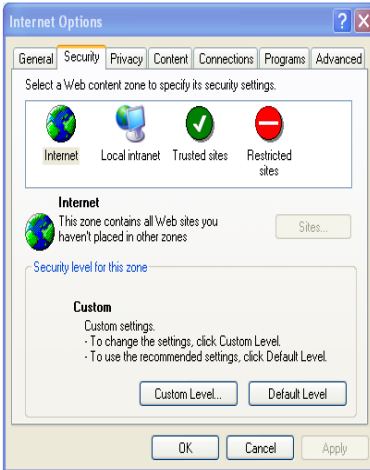 Internet Options
General Security Privacy Content Connections Programs Advanced
Select a Web content zone to specify its security settings.
Internet Local intranet Trusted sites Restricted sites
Internet
This zone contains all Web sites you
haven't placed in other zones
Sites...
Security level for this zone
Custom
Custom settings.
- To change the settings, click Custom Level.
- To use the recommended settings, click Default Level.
Custom Level... Default Level
OK Cancel Apply